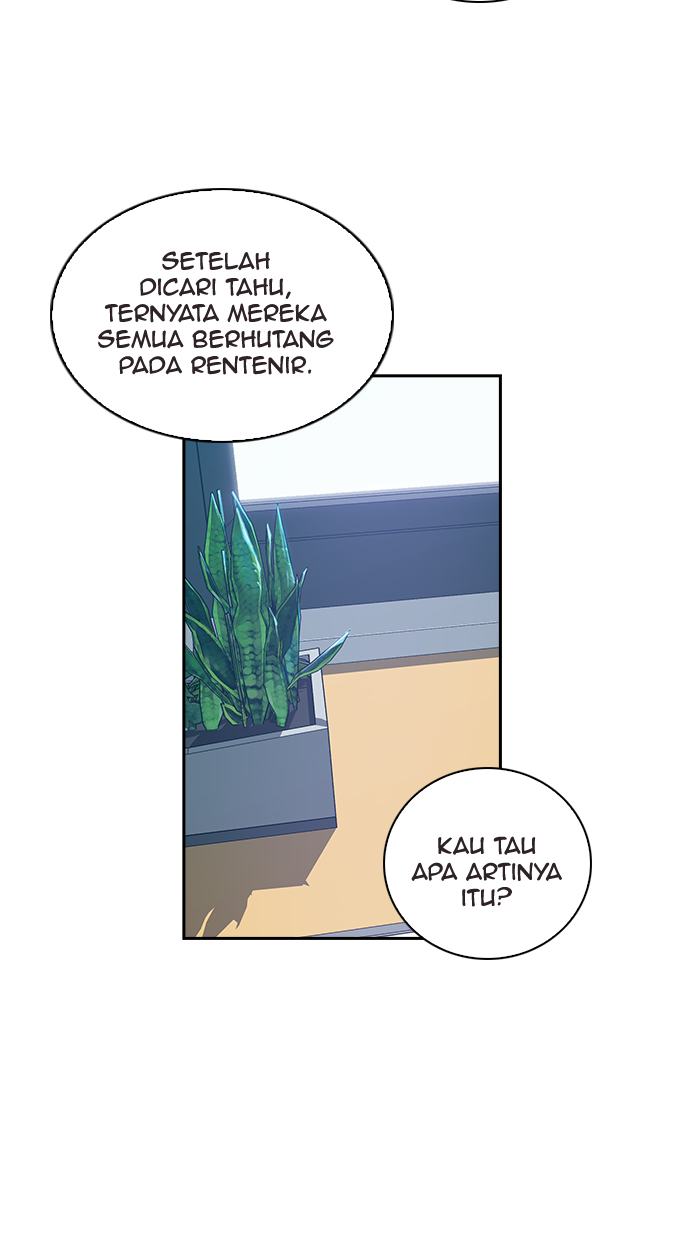 SETELAH
DICARI TAHU,
TERNYATA MEREKA
SEMUA BERHUTANG
PADA RENTENIR.
KAU TAU
APA ARTINYA
ITU?